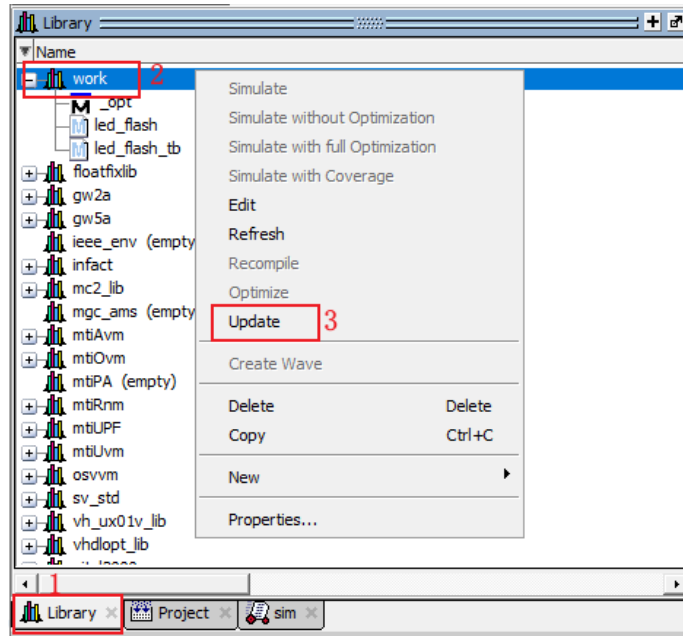 Library
Name
work 2
_opt
led_flash
led_flash_tb
floatfixlib
gw2a
gw5a
ieee_env (empty
infact
mc2_lib
mgc_ams (empty
mtiAvm
mtiOvm
mtiPA (empty)
mtiRnm
mtiUPF
mtiUvm
osvvm
sv_std
vh_ux01v_lib
vhdlopt_lib
Simulate
Simulate without Optimization
Simulate with full Optimization
Simulate with Coverage
Edit
Refresh
Recompile
Optimize
Update 3
Create Wave
Delete Delete
Copy Ctrl+C
New
Properties...
1
Library Project sim